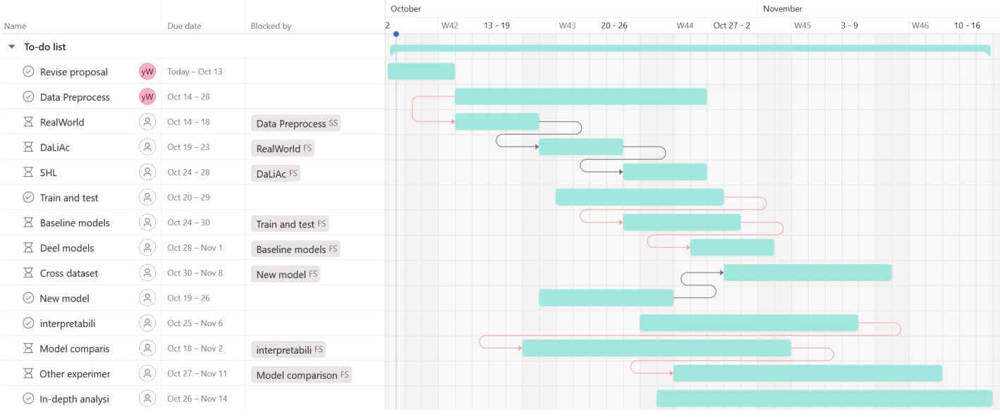 October November
Name Due date Blocked by 2 W42 13 - 19 W43 20 - 26 W44 Oct 27 - 2 W45 3 - 9 W46 10 - 16
To-do list
Revise proposal yW Today – Oct 13
Data Preprocess yW Oct 14 – 28
RealWorld Oct 14 – 18 Data Preprocess SS
DaLiAc Oct 19 – 23 RealWorld FS
SHL Oct 24 – 28 DaLiAc FS
Train and test Oct 20 – 29
Baseline models Oct 24 – 30 Train and test FS
Deel models Oct 28 – Nov 1 Baseline models FS
Cross dataset Oct 30 – Nov 8 New model FS
New model Oct 19 – 26
interpretabili Oct 25 – Nov 6
Model comparis Oct 18 – Nov 2 interpretabili FS
Other experimer Oct 27 – Nov 11 Model comparison FS
In-depth analysi Oct 26 – Nov 14